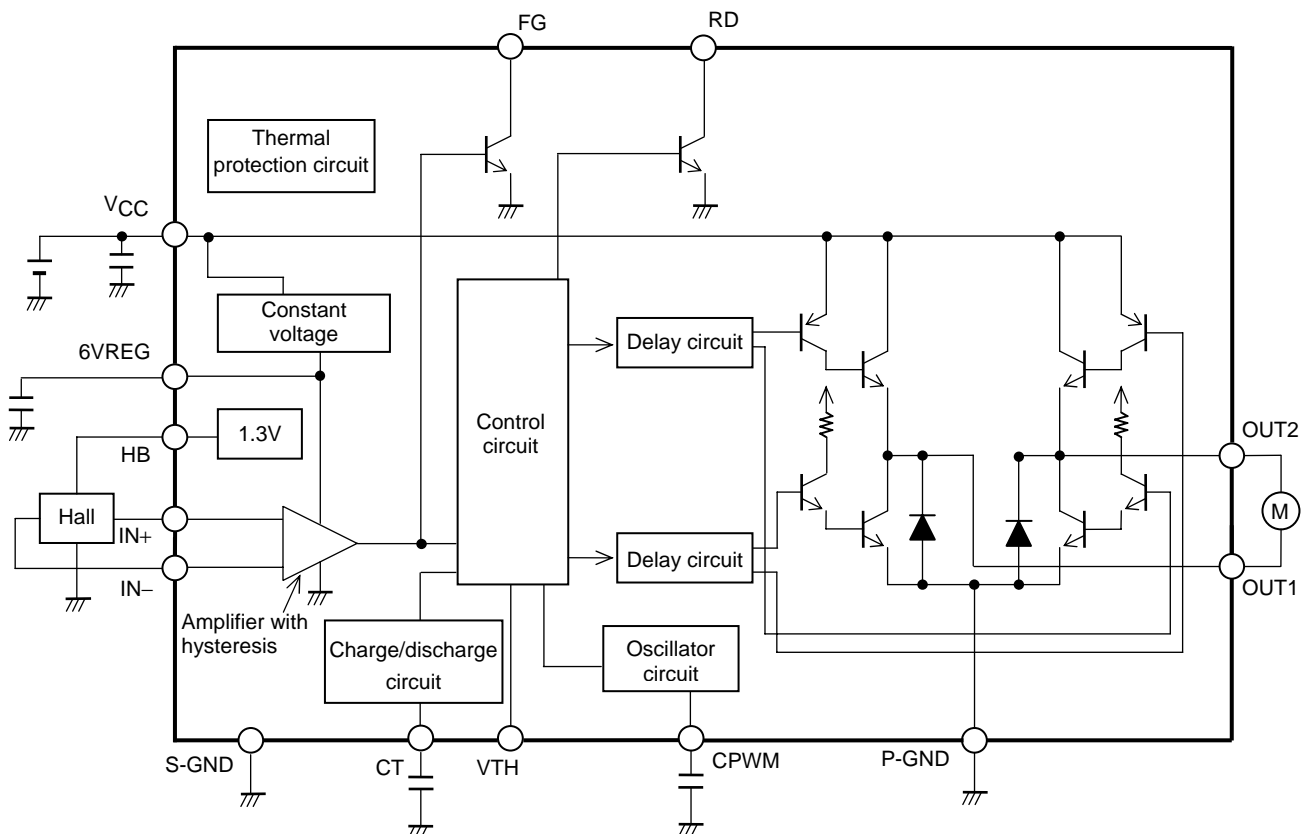 FG
RD
Thermal
protection circuit
VCC
Constant
voltage
6VREG
Delay circuit
Control
circuit
1.3V
HB
OUT2
Hall
M
IN+
Delay circuit
IN−
OUT1
Amplifier with
hysteresis
Charge/discharge
circuit
Oscillator
circuit
S-GND
CT
VTH
CPWM
P-GND